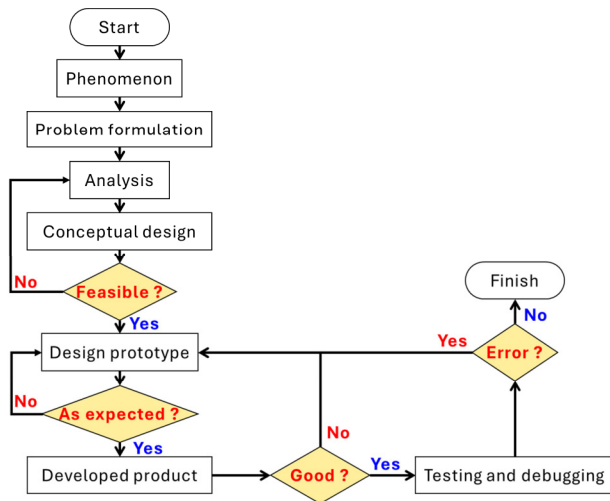 Start
Phenomenon
Problem formulation
Analysis
Conceptual design
No
Feasible ?
Yes
Design prototype
No
As expected ?
Yes
Developed product
Good ?
No
Yes
Testing and debugging
Error ?
Yes
No
Finish